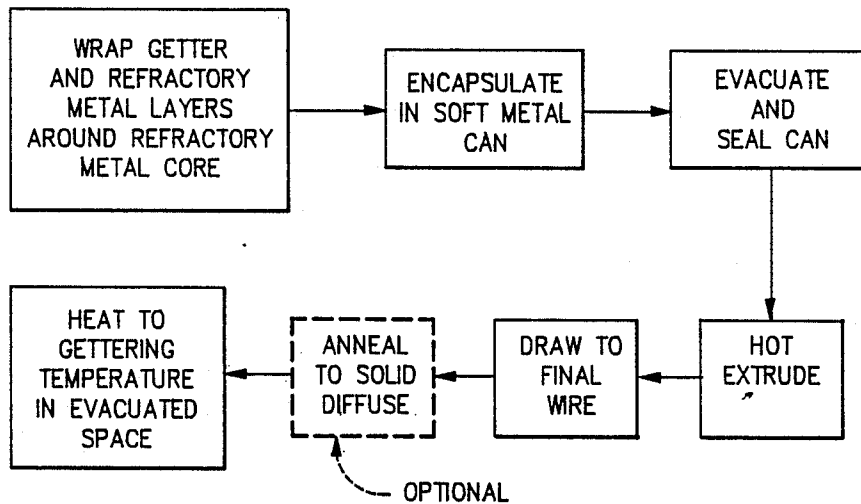 WRAP GETTER
AND REFRACTORY
METAL LAYERS
AROUND REFRACTORY
METAL CORE
ENCAPSULATE
IN SOFT METAL
CAN
EVACUATE
AND
SEAL CAN
HOT
EXTRUDE
DRAW TO
FINAL
WIRE
ANNEAL
TO SOLID
DIFFUSE
HEAT TO
GETTERING
TEMPERATURE
IN EVACUATED
SPACE
OPTIONAL